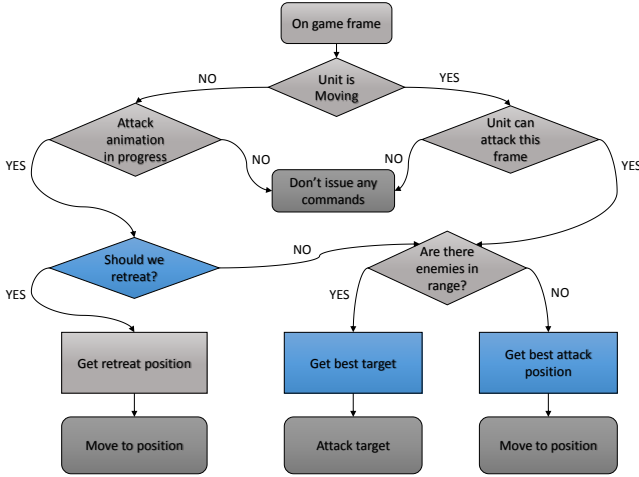 On game frame
NO
Unit is
Moving
YES
Attack
animation
in progress
Unit can
attack this
frame
YES
NO
Don't issue any
commands
NO
YES
Should we
retreat?
NO
Are there
enemies in
range?
YES
YES
NO
Get retreat position
Get best target
Get best attack
position
Move to position
Attack target
Move to position